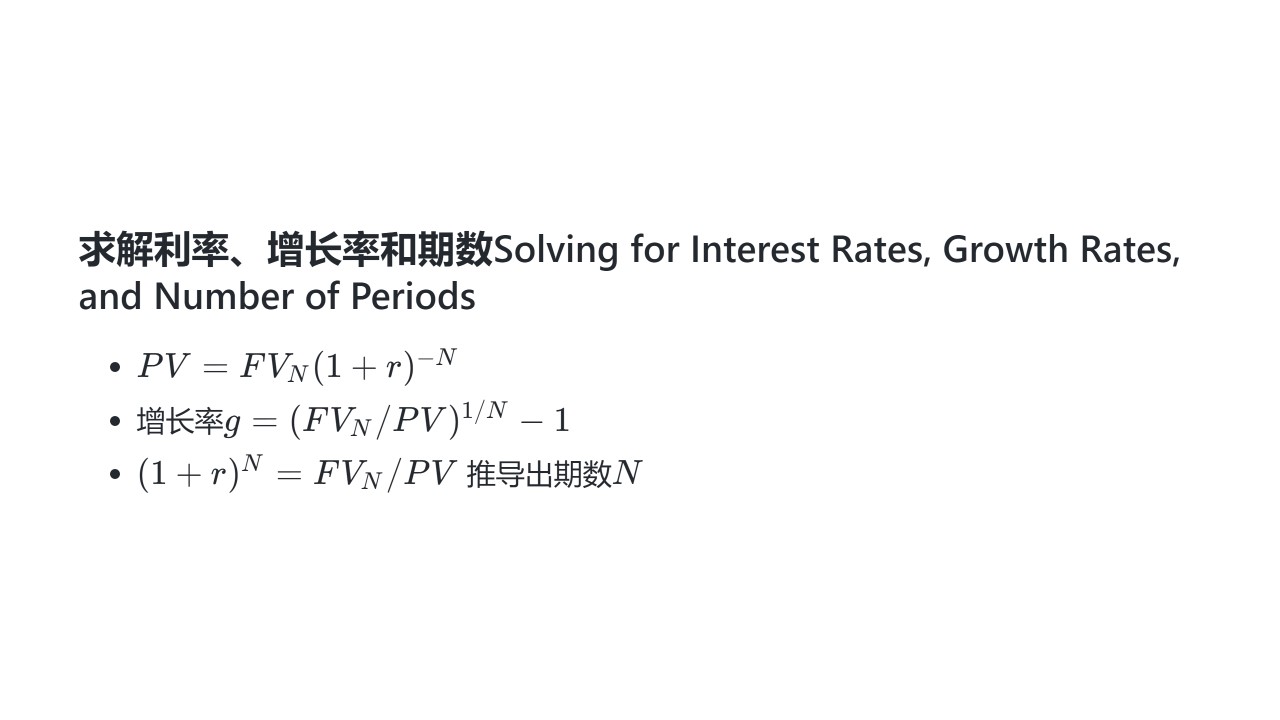 求解利率、增长率和期数Solving for Interest Rates, Growth Rates,
and Number of Periods
• $PV = FV_N(1 + r)^{-N}$
• 增长率$g = (FV_N/PV)^{1/N} - 1$
• $(1 + r)^N = FV_N/PV$ 推导出期数$N$